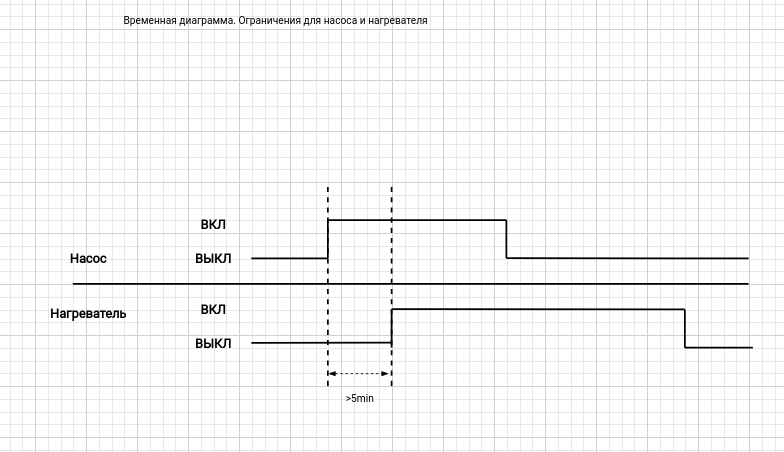 Временная диаграмма. Ограничения для насоса и нагревателя
ВКЛ
Насос
ВЫКЛ
Нагреватель
ВКЛ
ВЫКЛ
>5min